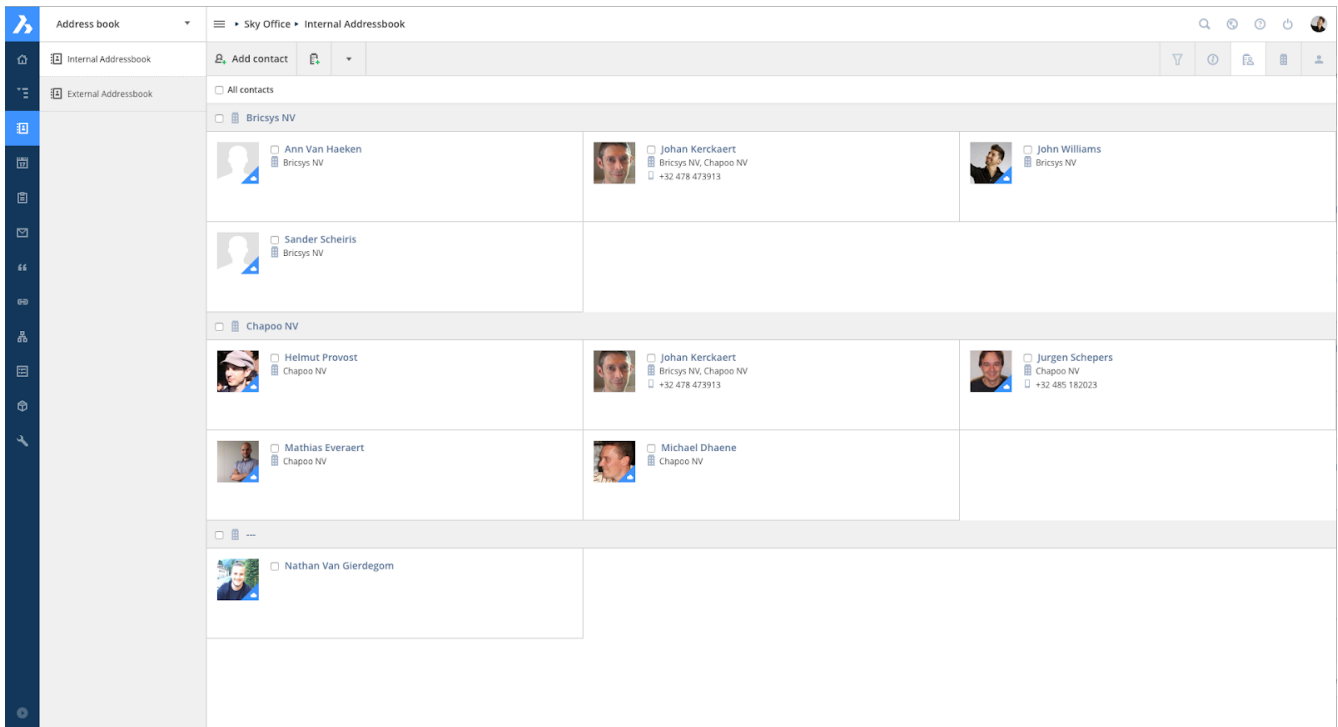 Address book
Sky Office Internal Addressbook
Internal Addressbook
External Addressbook
Add contact
All contacts
Bricsys NV
Ann Van Haeken
Bricsys NV
Johan Kerckaert
Bricsys NV, Chapoo NV
+32 478 473913
John Williams
Bricsys NV
Sander Scheiris
Bricsys NV
Chapoo NV
Helmut Provost
Chapoo NV
Johan Kerckaert
Bricsys NV, Chapoo NV
+32 478 473913
Jurgen Schepers
Chapoo NV
+32 485 182023
Mathias Everaert
Chapoo NV
Michael Dhaene
Chapoo NV
---
Nathan Van Gierdegom